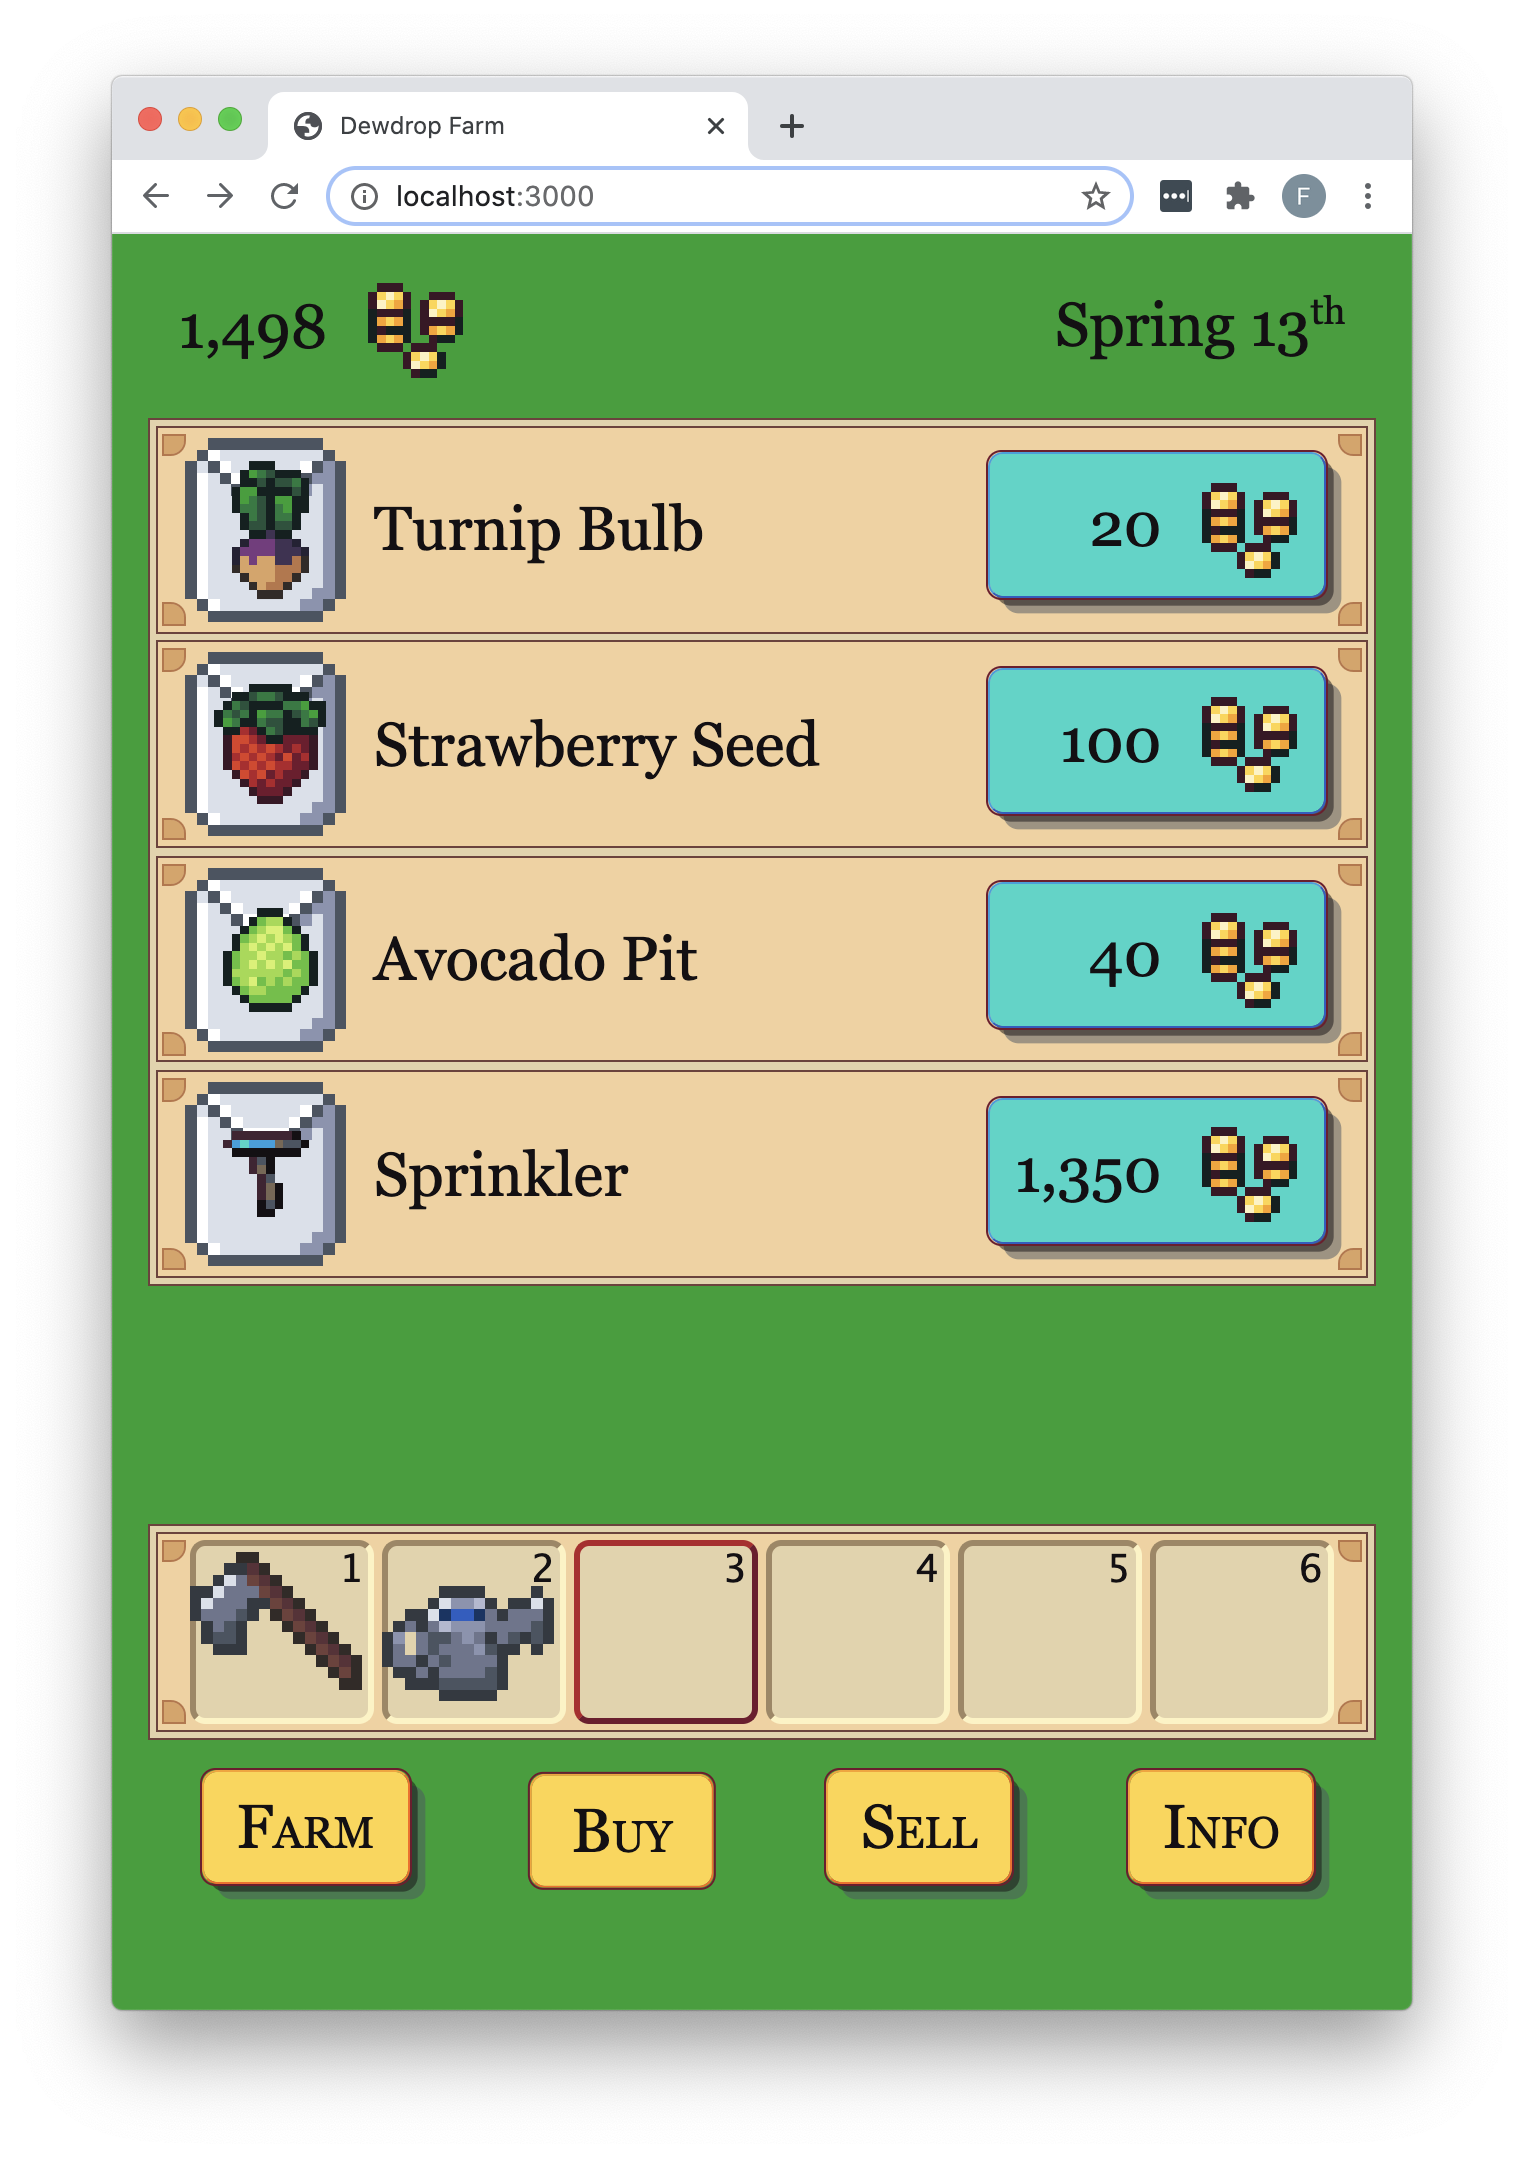 Dewdrop Farm
localhost:3000
F
1,498
Spring 13th
Turnip Bulb 20
Strawberry Seed 100
Avocado Pit 40
Sprinkler 1,350
1 2 3 4 5 6
Farm Buy Sell Info